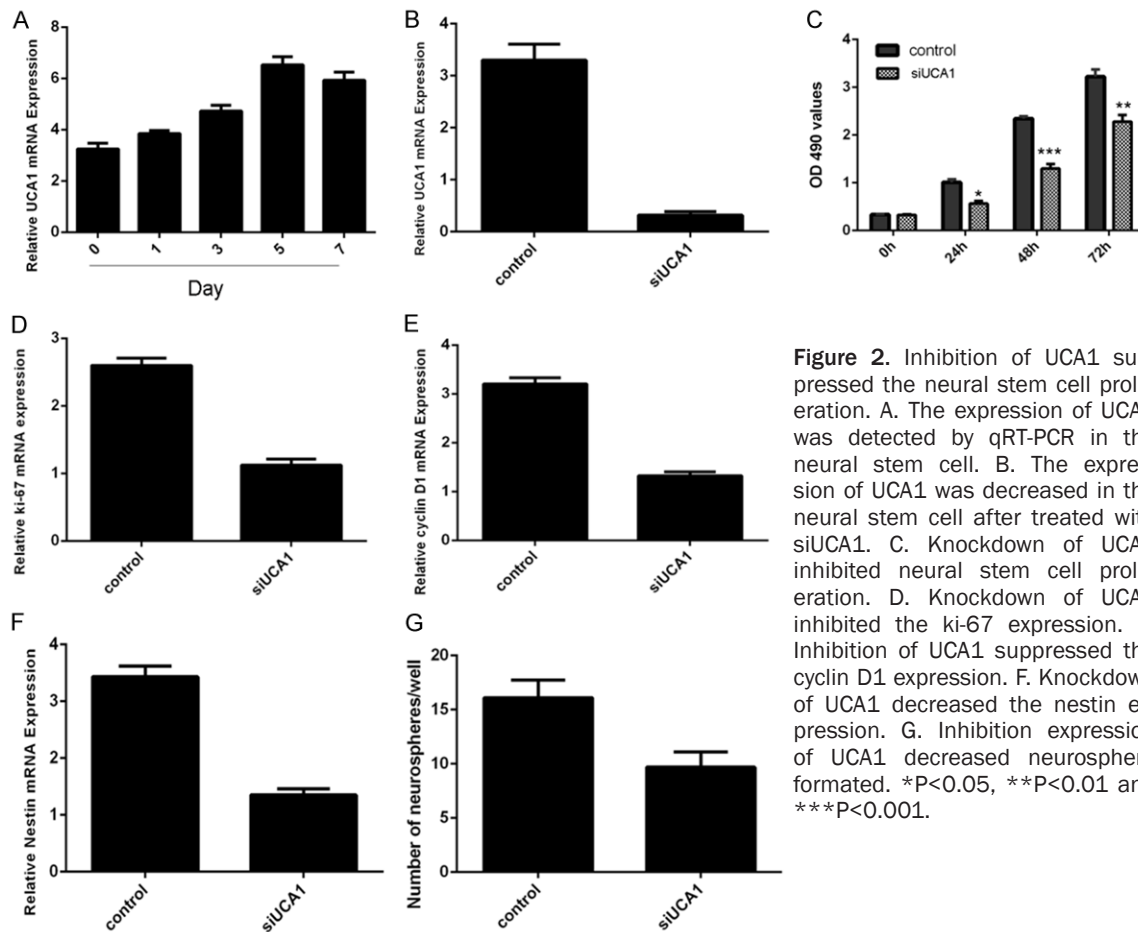 A
Relative UCA1 mRNA Expression
8
6
4
2
0
0 1 3 5 7
Day
B
Relative UCA1 mRNA Expression
4
3
2
1
0
control siUCA1
C
control
siUCA1
OD 490 values
4
3
2
1
0
* *** **
0h 24h 48h 72h
D
Relative ki-67 mRNA expression
3
2
1
0
control siUCA1
E
Relative cyclin D1 mRNA Expression
4
3
2
1
0
control siUCA1
F
Relative Nestin mRNA Expression
4
3
2
1
0
control siUCA1
G
Number of neurospheres/well
20
15
10
5
0
control siUCA1
Figure 2. Inhibition of UCA1 sup
pressed the neural stem cell prol
eration. A. The expression of UCA
was detected by qRT-PCR in th
neural stem cell. B. The expre
sion of UCA1 was decreased in th
neural stem cell after treated wit
siUCA1. C. Knockdown of UCA
inhibited neural stem cell prol
eration. D. Knockdown of UCA
inhibited the ki-67 expression.
Inhibition of UCA1 suppressed th
cyclin D1 expression. F. Knockdow
of UCA1 decreased the nestin e
pression. G. Inhibition expressio
of UCA1 decreased neurospher
formated. *P<0.05, **P<0.01 an
***P<0.001.